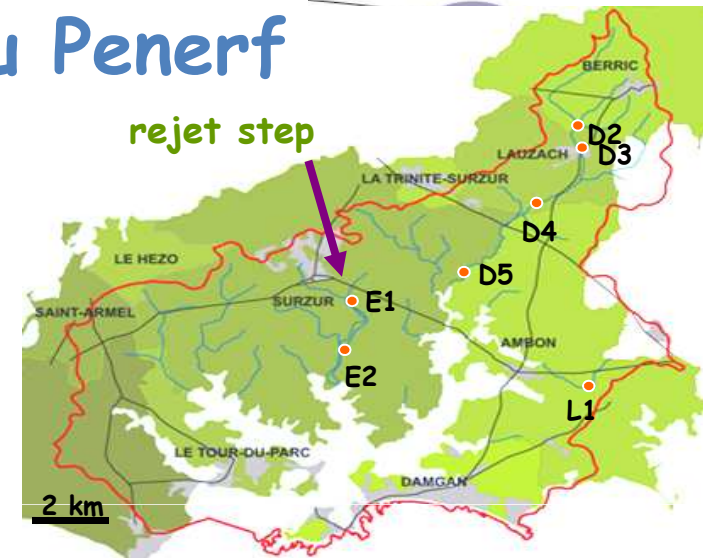 u Penerf
BERRIC
rejet step
D2
LAUZACH
D3
LA TRINITE-SURZUR
D4
LE HEZO
D5
SURZUR
E1
SAINT-ARMEL
AMBON
E2
L1
LE TOUR-DU-PARC
DAMGAN
2 km